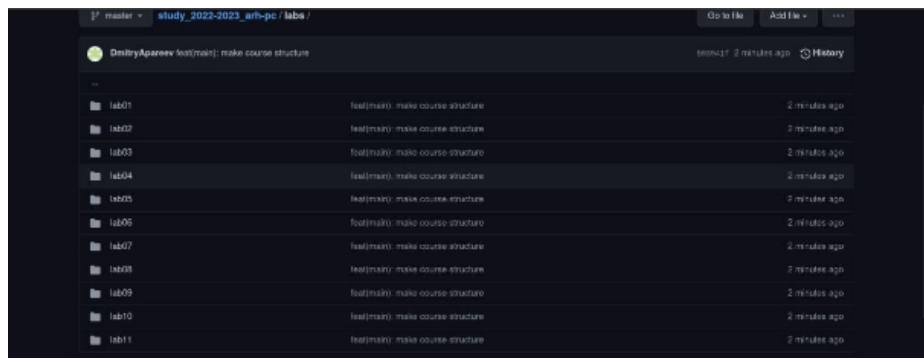 master study_2022-2023_arh-pc / labs / Go to file Add file ...
DmitryApareev feat(main): make course structure 2 minutes ago History
..
lab01 feat(main): make course structure 2 minutes ago
lab02 feat(main): make course structure 2 minutes ago
lab03 feat(main): make course structure 2 minutes ago
lab04 feat(main): make course structure 2 minutes ago
lab05 feat(main): make course structure 2 minutes ago
lab06 feat(main): make course structure 2 minutes ago
lab07 feat(main): make course structure 2 minutes ago
lab08 feat(main): make course structure 2 minutes ago
lab09 feat(main): make course structure 2 minutes ago
lab10 feat(main): make course structure 2 minutes ago
lab11 feat(main): make course structure 2 minutes ago